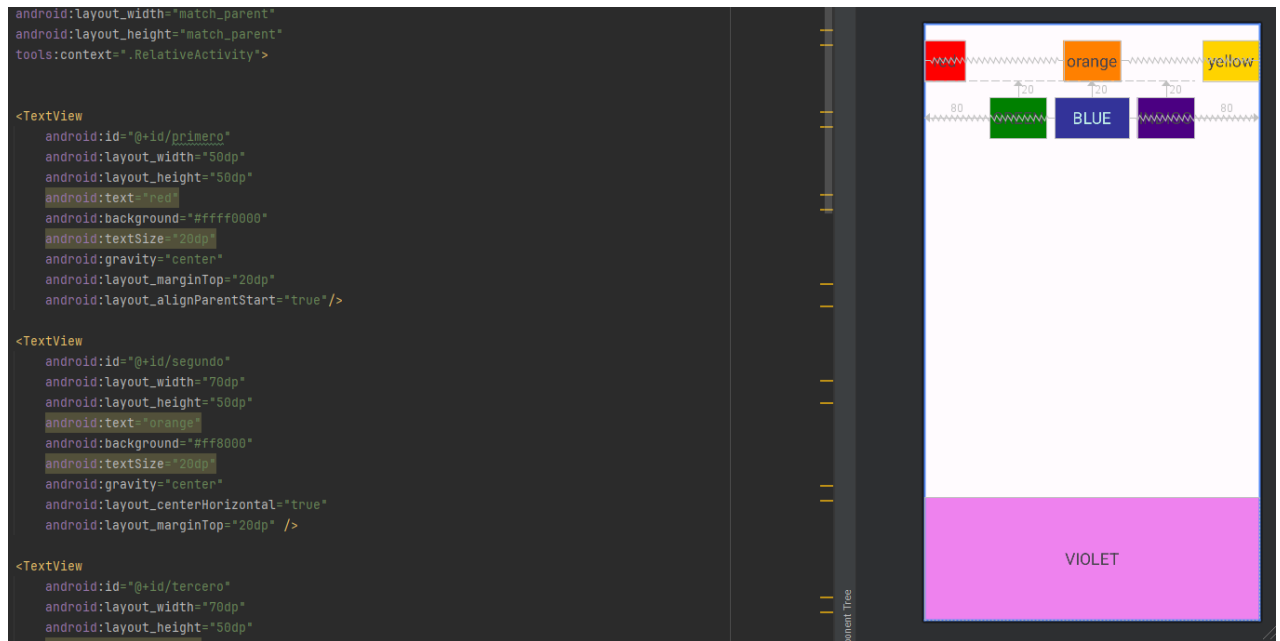 android:layout_width="match_parent"
android:layout_height="match_parent"
tools:context=".RelativeActivity">
<TextView
android:id="@+id/primero"
android:layout_width="50dp"
android:layout_height="50dp"
android:text="red"
android:background="#ffff0000"
android:textSize="20dp"
android:gravity="center"
android:layout_marginTop="20dp"
android:layout_alignParentStart="true"/>
<TextView
android:id="@+id/segundo"
android:layout_width="70dp"
android:layout_height="50dp"
android:text="orange"
android:background="#ff8000"
android:textSize="20dp"
android:gravity="center"
android:layout_centerHorizontal="true"
android:layout_marginTop="20dp" />
<TextView
android:id="@+id/tercero"
android:layout_width="70dp"
android:layout_height="50dp"
orange
yellow
20
20
20
80
BLUE
80
VIOLET
onent Tree